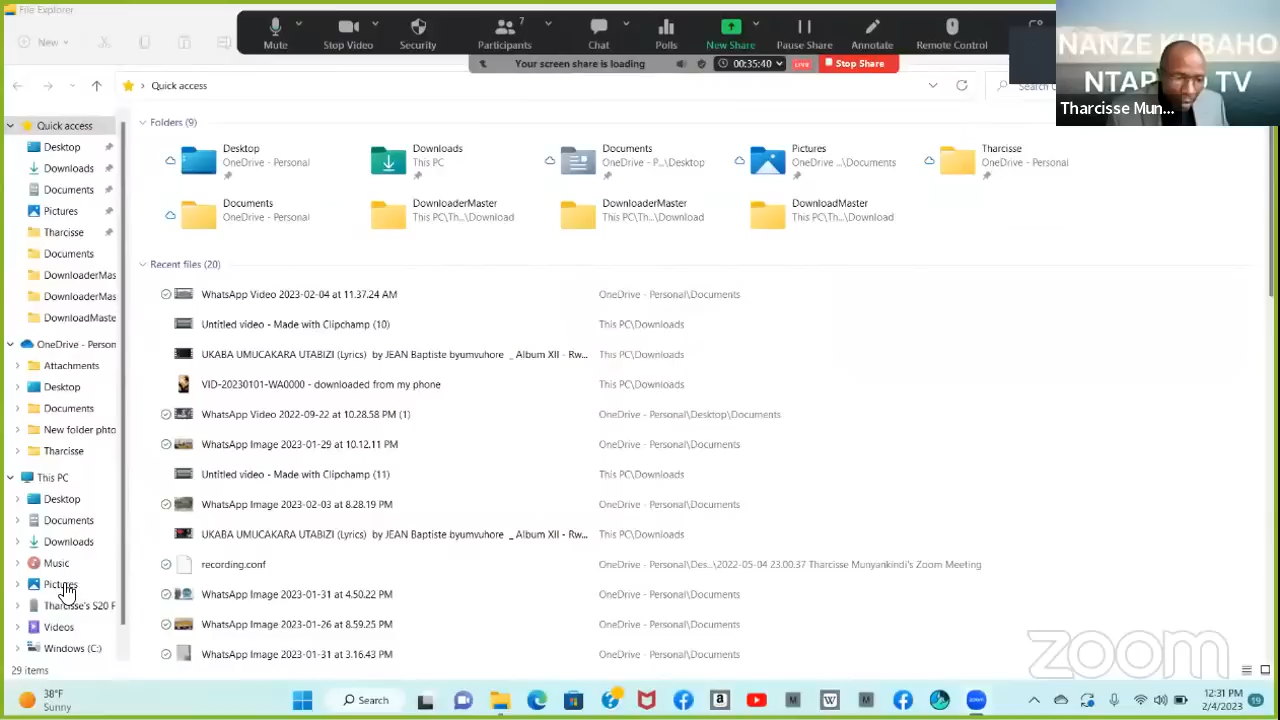 File Explorer
New
Mute
Stop Video
Security
7
Participants
Chat
Polls
New Share
Pause Share
Annotate
Remote Control
Your screen share is loading
00:35:40
LIVE
Stop Share
NANZE KUBAHO
TV
Tharcisse Mun...
Quick access
Search
Quick access
Desktop
Downloads
Documents
Pictures
Tharcisse
Documents
DownloaderMas
DownloaderMas
DownloadMaste
OneDrive - Person
Attachments
Desktop
Documents
New folder phto
Tharcisse
This PC
Desktop
Documents
Downloads
Music
Pictures
Tharcisse's S20 F
Videos
Windows (C:)
29 items
Folders (9)
Desktop
OneDrive - Personal
Downloads
This PC
Documents
OneDrive - P...\Desktop
Pictures
OneDrive ...\Documents
Tharcisse
OneDrive - Personal
Documents
OneDrive - Personal
DownloaderMaster
This PC\Th...\Download
DownloaderMaster
This PC\Th...\Download
DownloadMaster
This PC\Tha...\Download
Recent files (20)
WhatsApp Video 2023-02-04 at 11.37.24 AM OneDrive - Personal\Documents
Untitled video - Made with Clipchamp (10) This PC\Downloads
UKABA UMUCAKARA UTABIZI (Lyrics) by JEAN Baptiste byumvuhore _ Album XII - Rw... This PC\Downloads
VID-20230101-WA0000 - downloaded from my phone This PC\Downloads
WhatsApp Video 2022-09-22 at 10.28.58 PM (1) OneDrive - Personal\Desktop\Documents
WhatsApp Image 2023-01-29 at 10.12.11 PM OneDrive - Personal\Documents
Untitled video - Made with Clipchamp (11) This PC\Downloads
WhatsApp Image 2023-02-03 at 8.28.19 PM OneDrive - Personal\Documents
UKABA UMUCAKARA UTABIZI (Lyrics) by JEAN Baptiste byumvuhore _ Album XII - Rw... This PC\Downloads
recording.conf OneDrive - Personal\Des...\2022-05-04 23.00.37 Tharcisse Munyankindi's Zoom Meeting
WhatsApp Image 2023-01-31 at 4.50.22 PM OneDrive - Personal\Documents
WhatsApp Image 2023-01-26 at 8.59.25 PM OneDrive - Personal\Documents
WhatsApp Image 2023-01-31 at 3.16.43 PM OneDrive - Personal\Documents
zoom
38°F
Sunny
Search
12:31 PM
2/4/2023
19